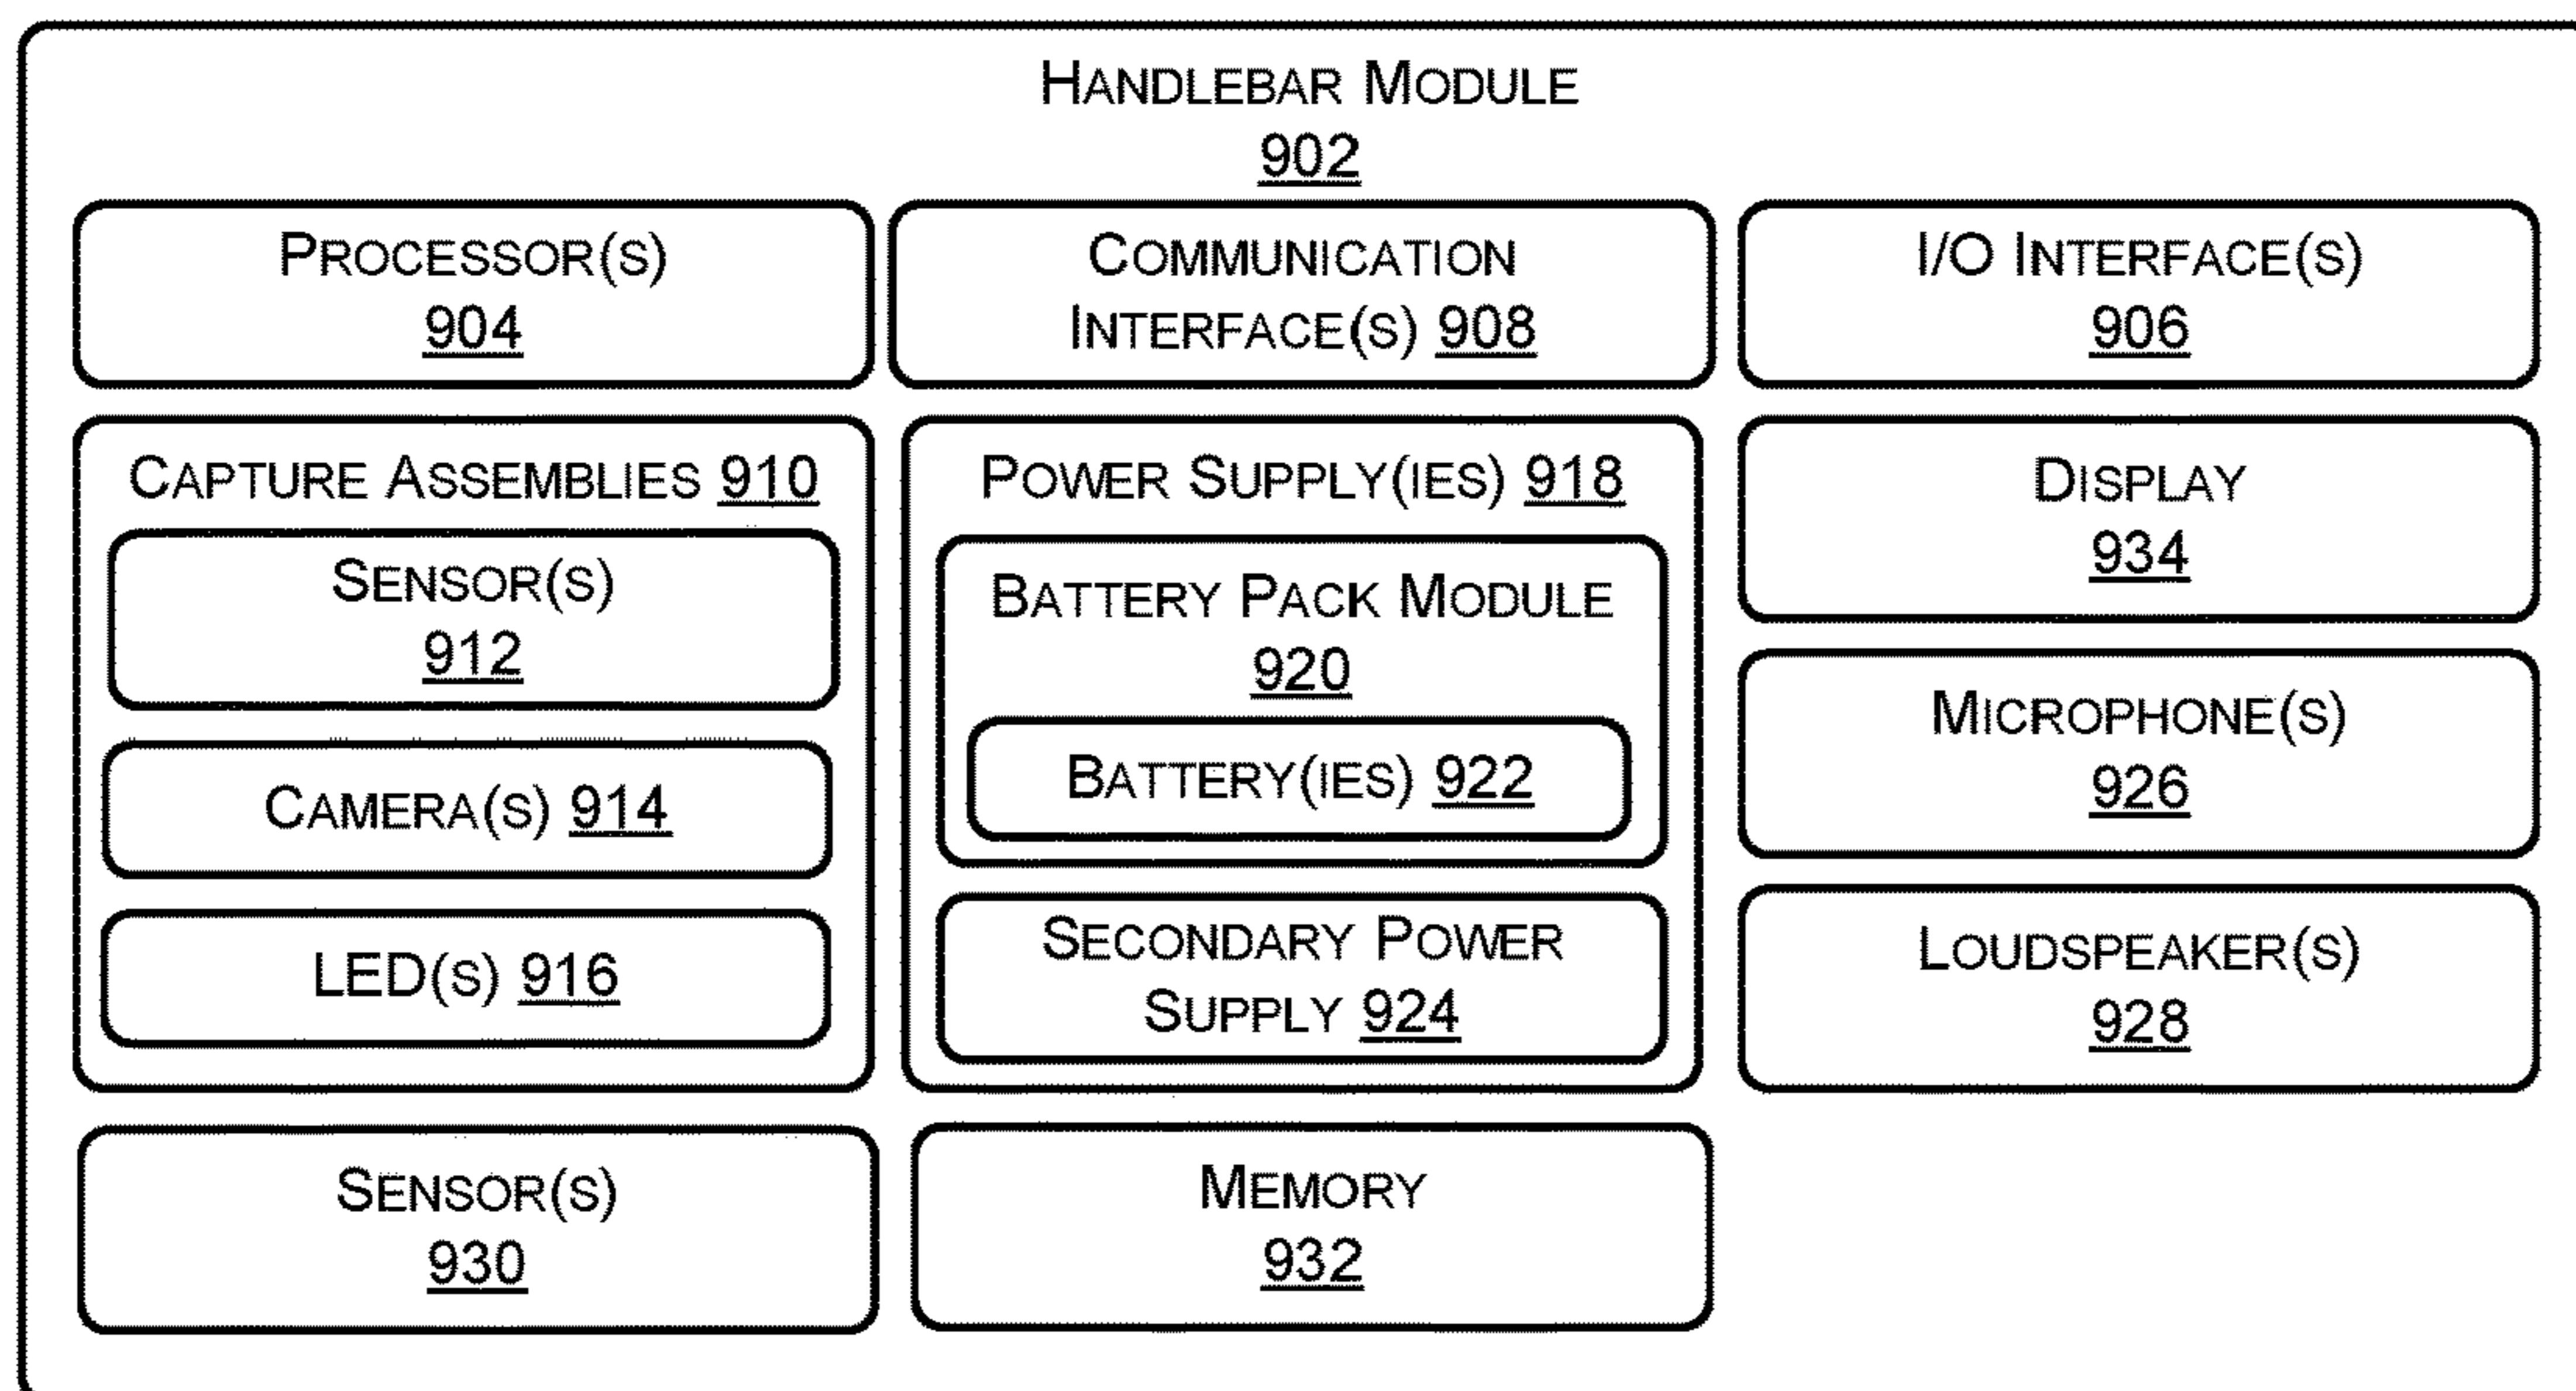 HANDLEBAR MODULE
902
PROCESSOR(S)
904
COMMUNICATION
INTERFACE(S) 908
I/O INTERFACE(S)
906
CAPTURE ASSEMBLIES 910
SENSOR(S)
912
CAMERA(S) 914
LED(S) 916
POWER SUPPLY(IES) 918
BATTERY PACK MODULE
920
BATTERY(IES) 922
SECONDARY POWER
SUPPLY 924
DISPLAY
934
MICROPHONE(S)
926
LOUDSPEAKER(S)
928
SENSOR(S)
930
MEMORY
932